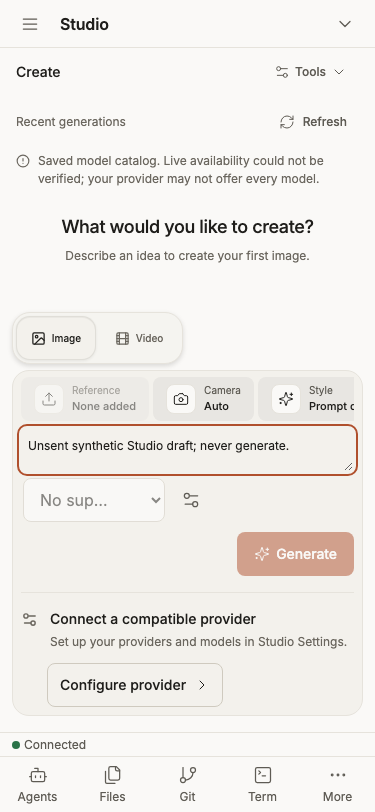 Studio
Create
Tools
Recent generations
Refresh
Saved model catalog. Live availability could not be
verified; your provider may not offer every model.
What would you like to create?
Describe an idea to create your first image.
Image
Video
Reference
None added
Camera
Auto
Style
Prompt
Unsent synthetic Studio draft; never generate.
No sup...
Generate
Connect a compatible provider
Set up your providers and models in Studio Settings.
Configure provider
Connected
Agents
Files
Git
Term
More